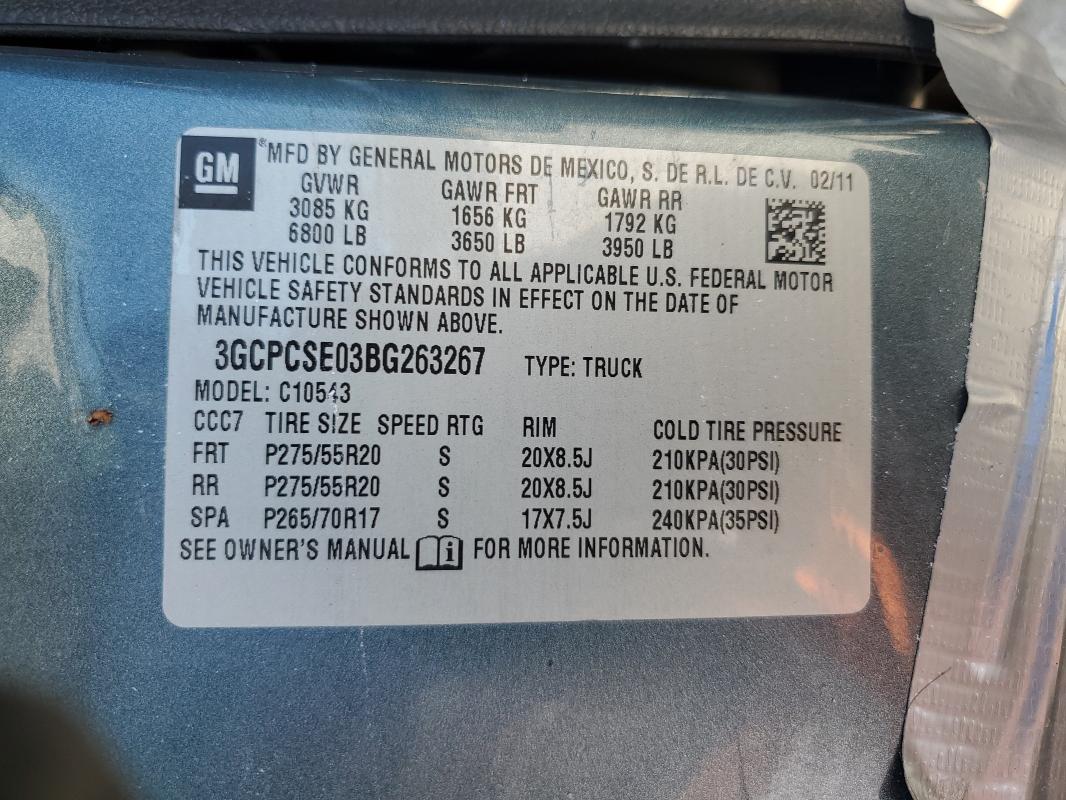 GM ® MFD BY GENERAL MOTORS DE MEXICO, S. DE R.L. DE C.V. 02/11
GVWR GAWR FRT GAWR RR
3085 KG 1656 KG 1792 KG
6800 LB 3650 LB 3950 LB
THIS VEHICLE CONFORMS TO ALL APPLICABLE U.S. FEDERAL MOTOR
VEHICLE SAFETY STANDARDS IN EFFECT ON THE DATE OF
MANUFACTURE SHOWN ABOVE.
3GCPCSE03BG263267 TYPE: TRUCK
MODEL: C10543
CCC7 TIRE SIZE SPEED RTG RIM COLD TIRE PRESSURE
FRT P275/55R20 S 20X8.5J 210KPA(30PSI)
RR P275/55R20 S 20X8.5J 210KPA(30PSI)
SPA P265/70R17 S 17X7.5J 240KPA(35PSI)
SEE OWNER'S MANUAL i FOR MORE INFORMATION.